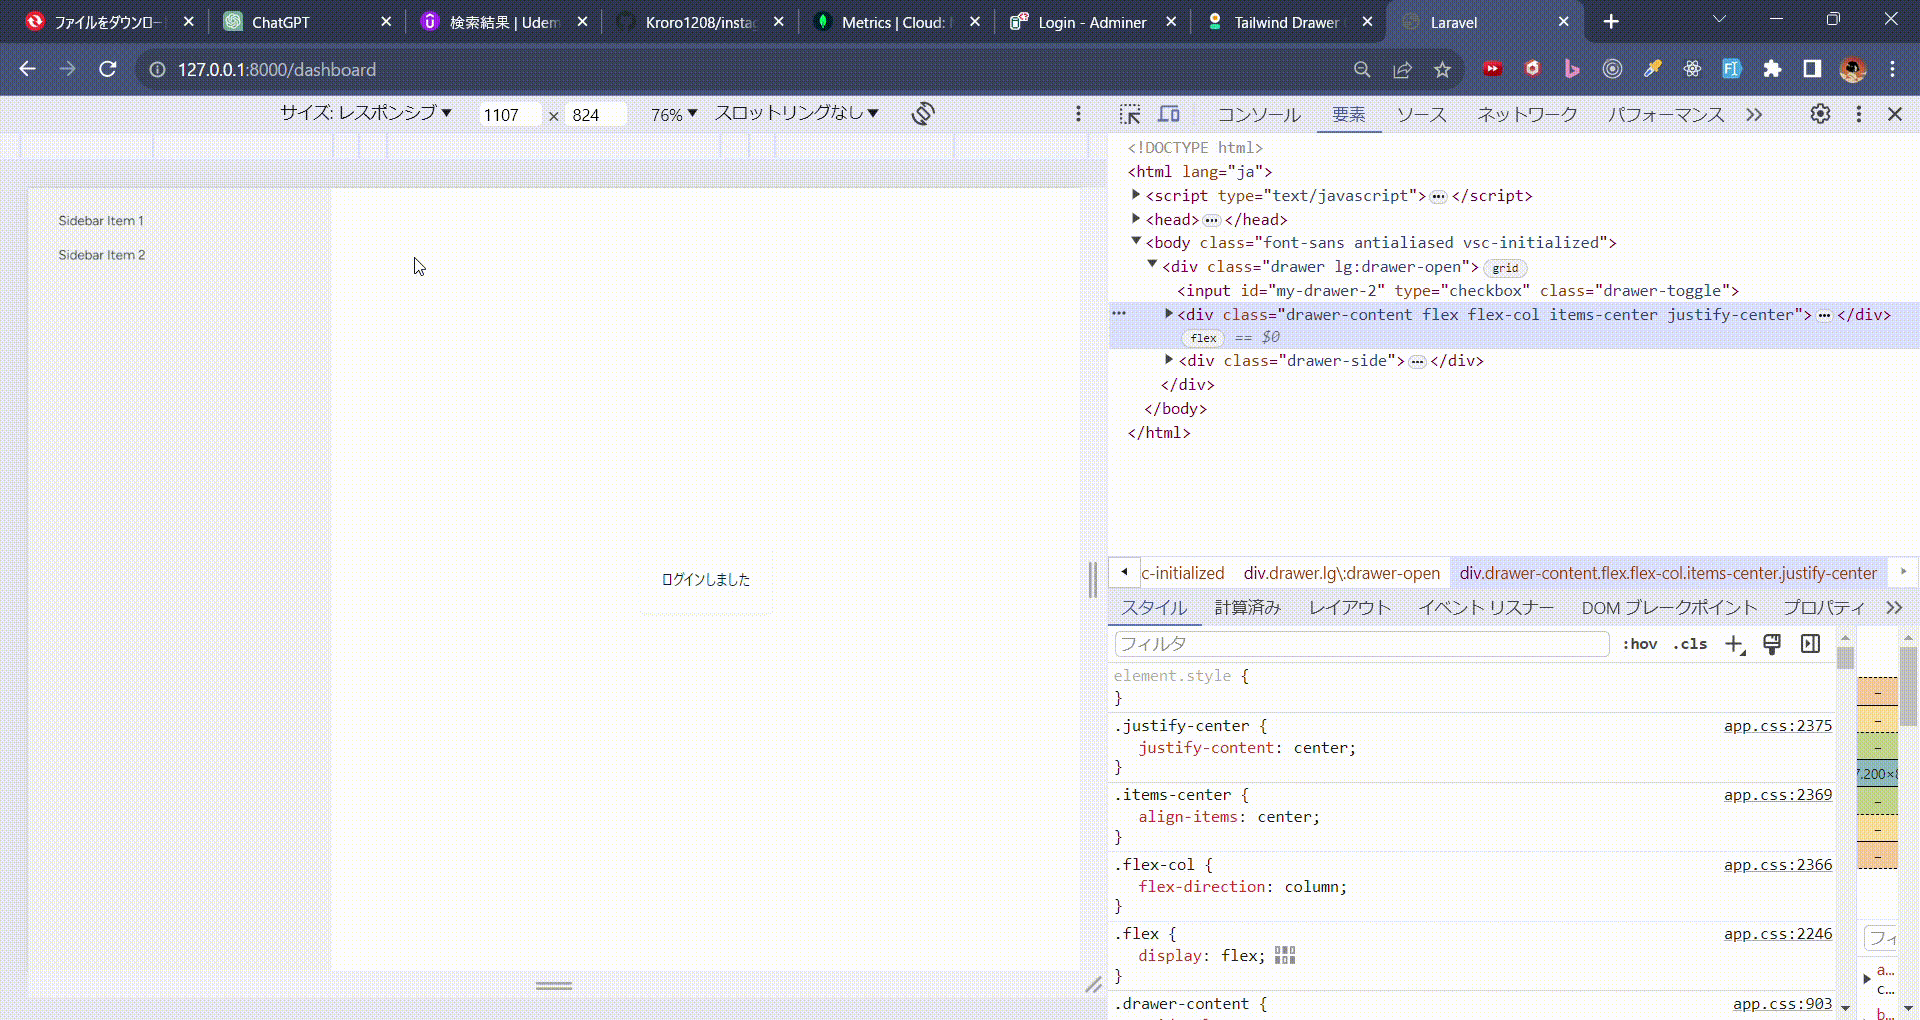 ファイルをダウンロー
ChatGPT
検索結果 | Udem
Kroro1208/insta
Metrics | Cloud:
Login - Adminer
Tailwind Drawer
Laravel
127.0.0.1:8000/dashboard
サイズ: レスポンシブ ▼ 1107 × 824 76% ▼ スロットリングなし ▼
コンソール 要素 ソース ネットワーク パフォーマンス
Sidebar Item 1
Sidebar Item 2
ログインしました
<!DOCTYPE html>
<html lang="ja">
<script type="text/javascript">…</script>
<head>…</head>
<body class="font-sans antialiased vsc-initialized">
<div class="drawer lg:drawer-open"> grid
<input id="my-drawer-2" type="checkbox" class="drawer-toggle">
… <div class="drawer-content flex flex-col items-center justify-center">…</div>
flex == $0
<div class="drawer-side">…</div>
</div>
</body>
</html>
c-initialized div.drawer.lg\:drawer-open div.drawer-content.flex.flex-col.items-center.justify-center
スタイル 計算済み レイアウト イベント リスナー DOM ブレークポイント プロパティ
フィルタ :hov .cls
element.style {
}
.justify-center { app.css:2375
justify-content: center;
}
.items-center { app.css:2369
align-items: center;
}
.flex-col { app.css:2366
flex-direction: column;
}
.flex { app.css:2246
display: flex;
}
.drawer-content { app.css:903
フィ
a…
c…
b…